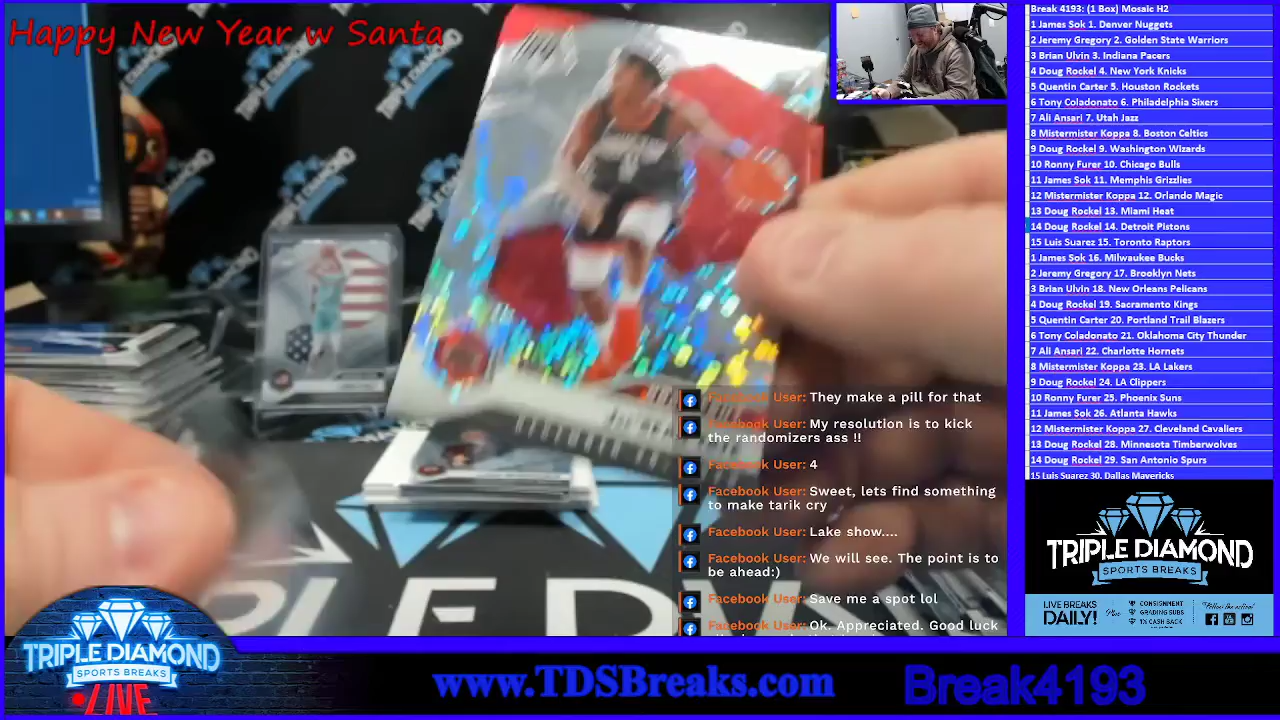 Happy New Year w Santa
TRIPLE DIAMOND
Facebook User: They make a pill for that
Facebook User: My resolution is to kick
the randomizers ass !!
Facebook User: 4
Facebook User: Sweet, lets find something
to make tarik cry
Facebook User: Lake show....
Facebook User: We will see. The point is to
be ahead:)
Facebook User: Save me a spot lol
Facebook User: Ok. Appreciated. Good luck
Break 4193: (1 Box) Mosaic H2
1 James Sok 1. Denver Nuggets
2 Jeremy Gregory 2. Golden State Warriors
3 Brian Ulvin 3. Indiana Pacers
4 Doug Rockel 4. New York Knicks
5 Quentin Carter 5. Houston Rockets
6 Tony Coladonato 6. Philadelphia Sixers
7 Ali Ansari 7. Utah Jazz
8 Mistermister Koppa 8. Boston Celtics
9 Doug Rockel 9. Washington Wizards
10 Ronny Furer 10. Chicago Bulls
11 James Sok 11. Memphis Grizzlies
12 Mistermister Koppa 12. Orlando Magic
13 Doug Rockel 13. Miami Heat
14 Doug Rockel 14. Detroit Pistons
15 Luis Suarez 15. Toronto Raptors
1 James Sok 16. Milwaukee Bucks
2 Jeremy Gregory 17. Brooklyn Nets
3 Brian Ulvin 18. New Orleans Pelicans
4 Doug Rockel 19. Sacramento Kings
5 Quentin Carter 20. Portland Trail Blazers
6 Tony Coladonato 21. Oklahoma City Thunder
7 Ali Ansari 22. Charlotte Hornets
8 Mistermister Koppa 23. LA Lakers
9 Doug Rockel 24. LA Clippers
10 Ronny Furer 25. Phoenix Suns
11 James Sok 26. Atlanta Hawks
12 Mistermister Koppa 27. Cleveland Cavaliers
13 Doug Rockel 28. Minnesota Timberwolves
14 Doug Rockel 29. San Antonio Spurs
15 Luis Suarez 30. Dallas Mavericks
TRIPLE DIAMOND
SPORTS BREAKS
LIVE BREAKS
DAILY!
Plus
CONSIGNMENT
GRADING SUBS
1% CASH BACK
TRIPLE DIAMOND
SPORTS BREAKS
LIVE
www.TDSBreaks.com
Break4193